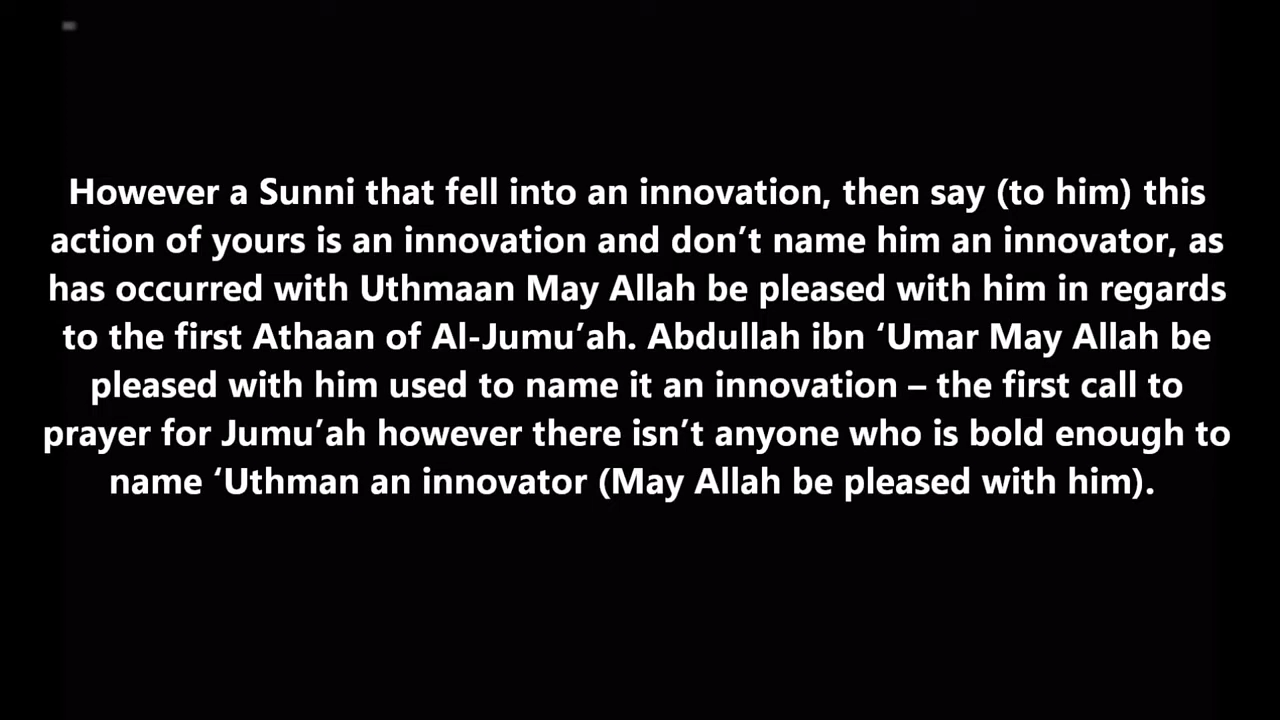 However a Sunni that fell into an innovation, then say (to him) this
action of yours is an innovation and don’t name him an innovator, as
has occurred with Uthmaan May Allah be pleased with him in regards
to the first Athaan of Al-Jumu’ah. Abdullah ibn ‘Umar May Allah be
pleased with him used to name it an innovation – the first call to
prayer for Jumu’ah however there isn’t anyone who is bold enough to
name ‘Uthman an innovator (May Allah be pleased with him).